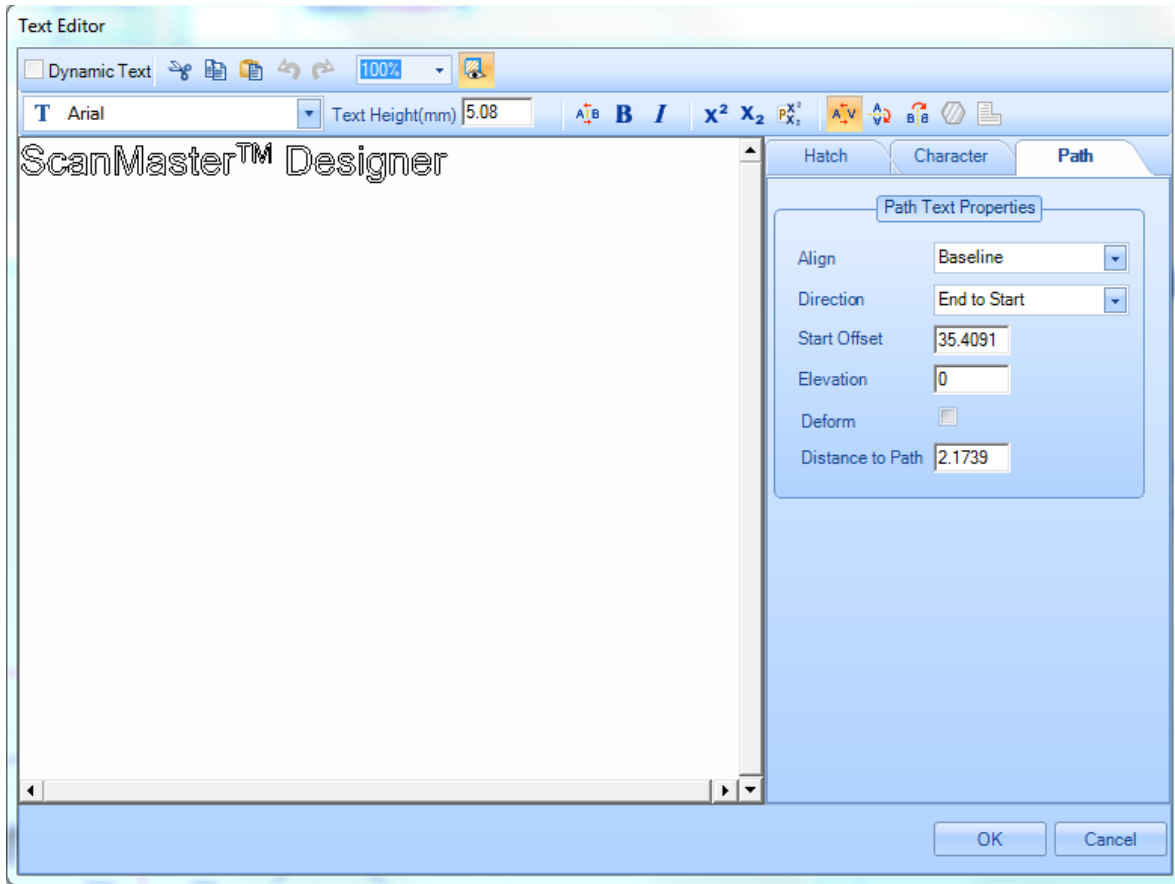 Text Editor
Dynamic Text 100%
T Arial Text Height(mm) 5.08 A B B I X² X₂ A V
ScanMaster™ Designer
Hatch Character Path
Path Text Properties
Align Baseline
Direction End to Start
Start Offset 35.4091
Elevation 0
Deform
Distance to Path 2.1739
OK Cancel